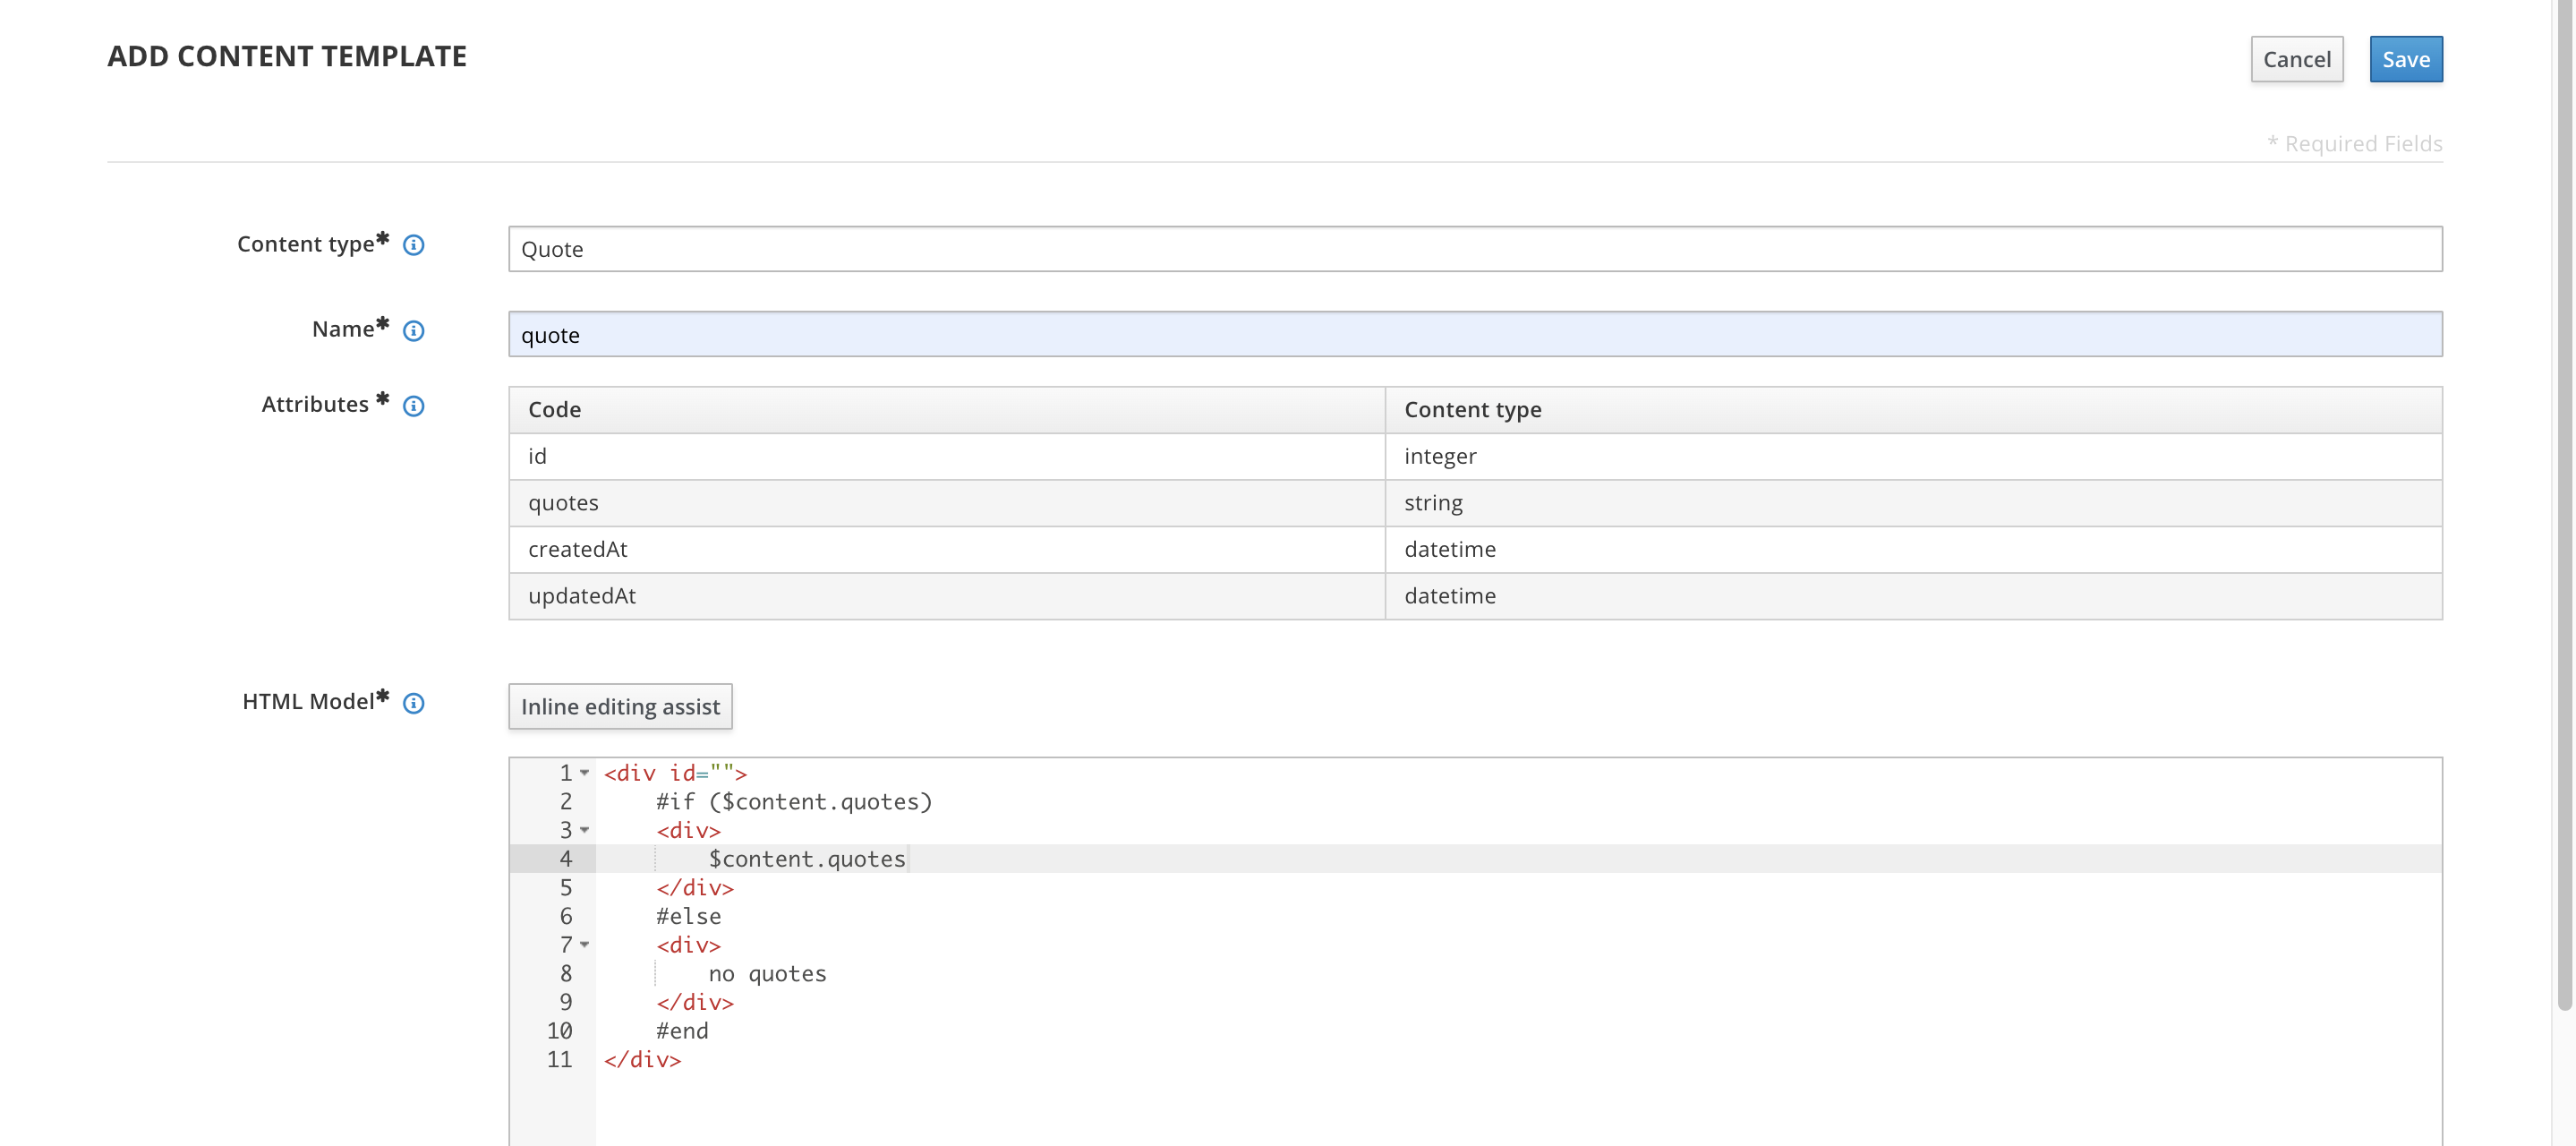 ADD CONTENT TEMPLATE
Cancel Save
* Required Fields
Content type* Quote
Name* quote
Attributes *
Code Content type
id integer
quotes string
createdAt datetime
updatedAt datetime
HTML Model* Inline editing assist
1 <div id="">
2 #if ($content.quotes)
3 <div>
4 $content.quotes
5 </div>
6 #else
7 <div>
8 no quotes
9 </div>
10 #end
11 </div>